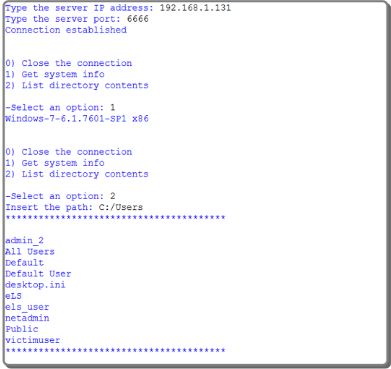 Type the server IP address: 192.168.1.131
Type the server port: 6666
Connection established
0) Close the connection
1) Get system info
2) List directory contents
-Select an option: 1
Windows-7-6.1.7601-SP1 x86
0) Close the connection
1) Get system info
2) List directory contents
-Select an option: 2
Insert the path: C:/Users
****************************************
admin_2
All Users
Default
Default User
desktop.ini
eLS
els_user
netadmin
Public
victimuser
****************************************